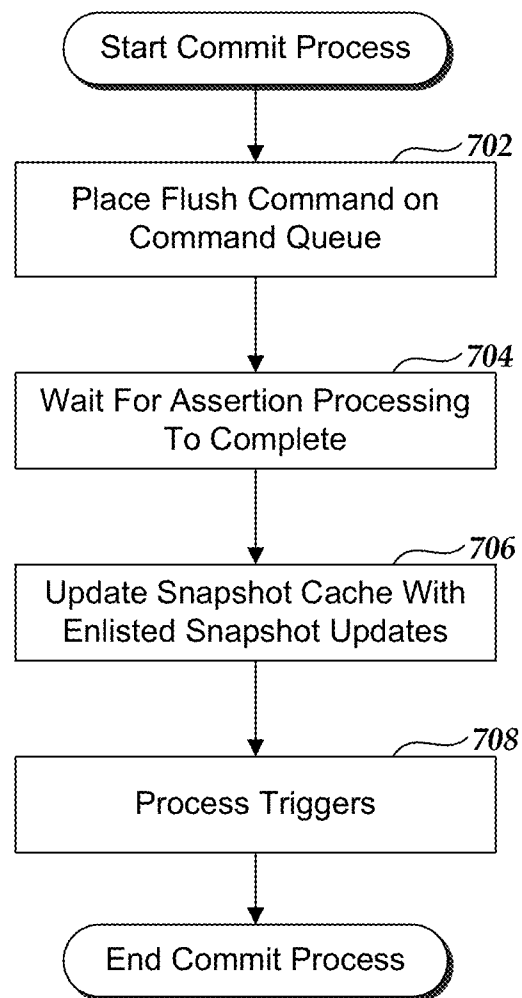 Start Commit Process
702
Place Flush Command on
Command Queue
704
Wait For Assertion Processing
To Complete
706
Update Snapshot Cache With
Enlisted Snapshot Updates
708
Process Triggers
End Commit Process